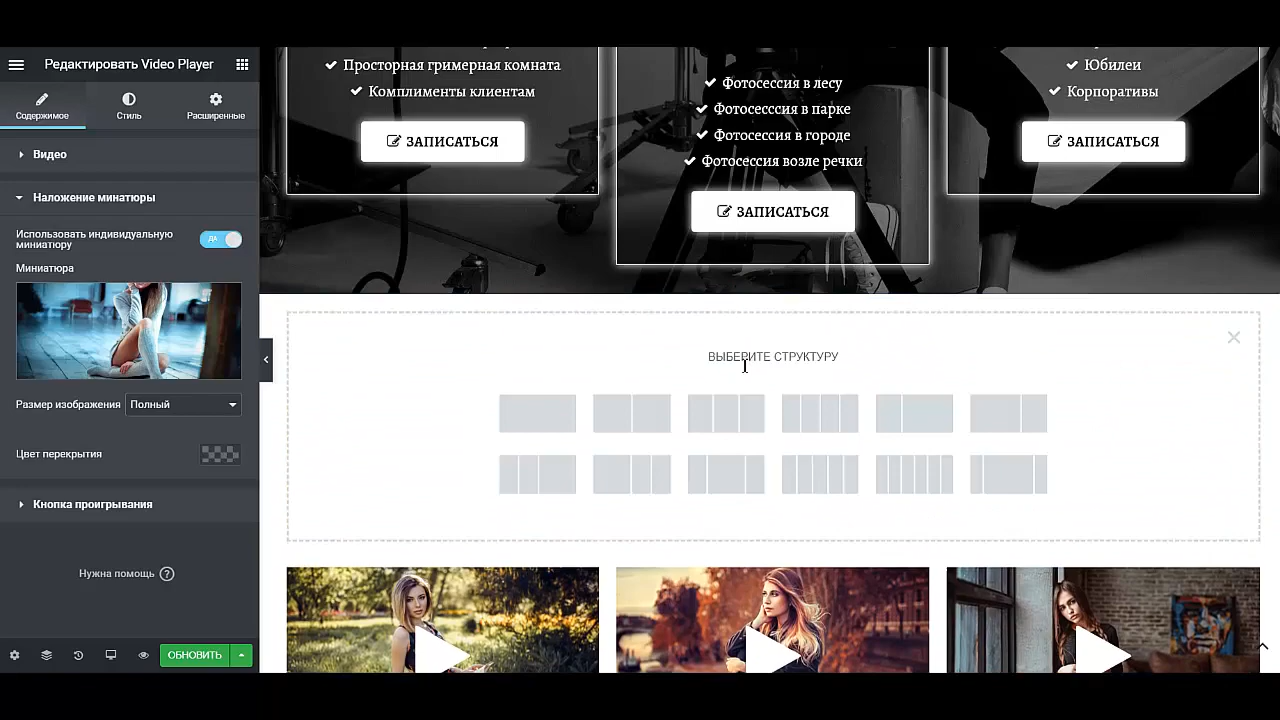 Редактировать Video Player
Содержимое
Стиль
Расширенные
Видео
Наложение минатюры
Использовать индивидуальную
миниатюру
ДА
Миниатюра
Размер изображения
Полный
Цвет перекрытия
Кнопка проигрывания
Нужна помощь ?
ОБНОВИТЬ
Просторная гримерная комната
Комплименты клиентам
ЗАПИСАТЬСЯ
Фотосессия в лесу
Фотосесссия в парке
Фотосессия в городе
Фотосессия возле речки
ЗАПИСАТЬСЯ
Юбилеи
Корпоративы
ЗАПИСАТЬСЯ
ВЫБЕРИТЕ СТРУКТУРУ